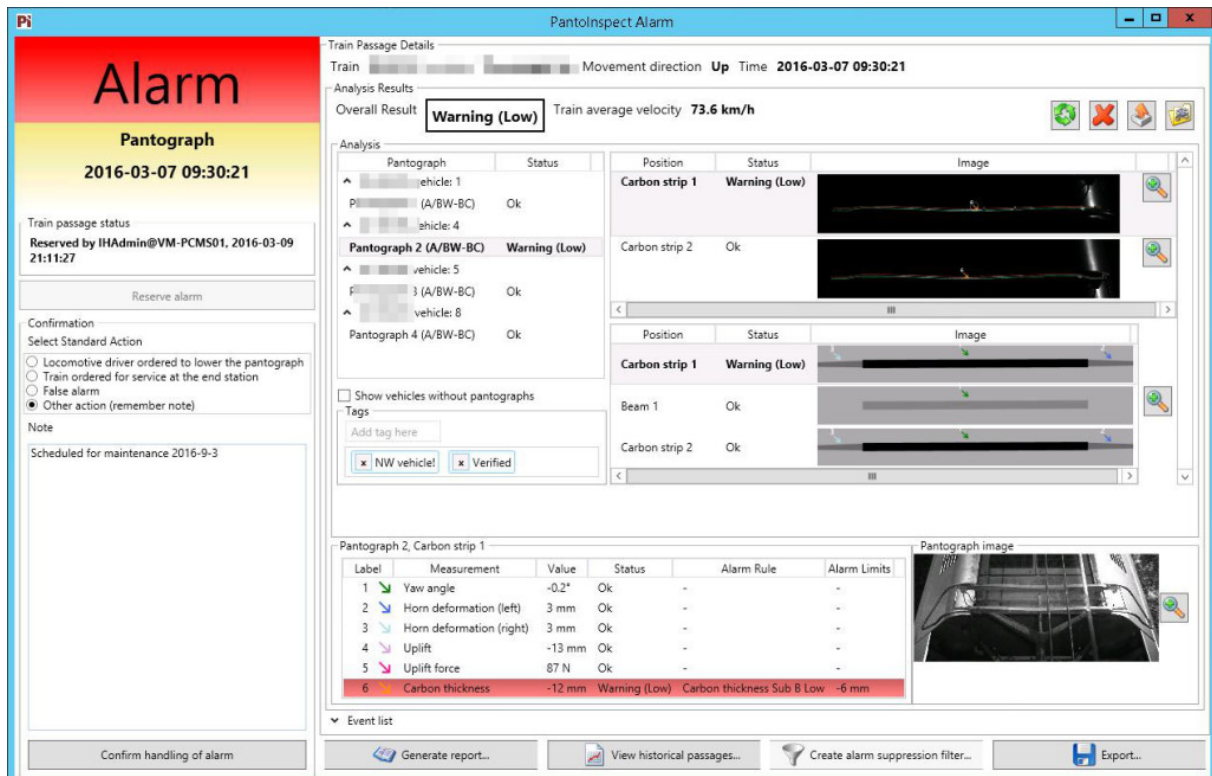 Pi
PantoInspect Alarm
Alarm
Pantograph
2016-03-07 09:30:21
Train passage status
Reserved by IHAdmin@VM-PCMS01, 2016-03-09
21:11:27
Reserve alarm
Confirmation
Select Standard Action
Locomotive driver ordered to lower the pantograph
Train ordered for service at the end station
False alarm
Other action (remember note)
Note
Scheduled for maintenance 2016-9-3
Confirm handling of alarm
Train Passage Details
Train Movement direction Up Time 2016-03-07 09:30:21
Analysis Results
Overall Result Warning (Low) Train average velocity 73.6 km/h
Analysis
Pantograph Status
ehicle: 1
(A/BW-BC) Ok
ehicle: 4
Pantograph 2 (A/BW-BC) Warning (Low)
vehicle: 5
3 (A/BW-BC) Ok
vehicle: 8
Pantograph 4 (A/BW-BC) Ok
Show vehicles without pantographs
Tags
Add tag here
x NW vehicle! x Verified
Position Status Image
Carbon strip 1 Warning (Low)
Carbon strip 2 Ok
Position Status Image
Carbon strip 1 Warning (Low)
Beam 1 Ok
Carbon strip 2 Ok
Pantograph 2, Carbon strip 1
Label Measurement Value Status Alarm Rule Alarm Limits
1 Yaw angle -0.2° Ok - -
2 Horn deformation (left) 3 mm Ok - -
3 Horn deformation (right) 3 mm Ok - -
4 Uplift -13 mm Ok - -
5 Uplift force 87 N Ok - -
6 Carbon thickness -12 mm Warning (Low) Carbon thickness Sub B Low -6 mm
Pantograph image
Event list
Generate report... View historical passages... Create alarm suppression filter... Export...